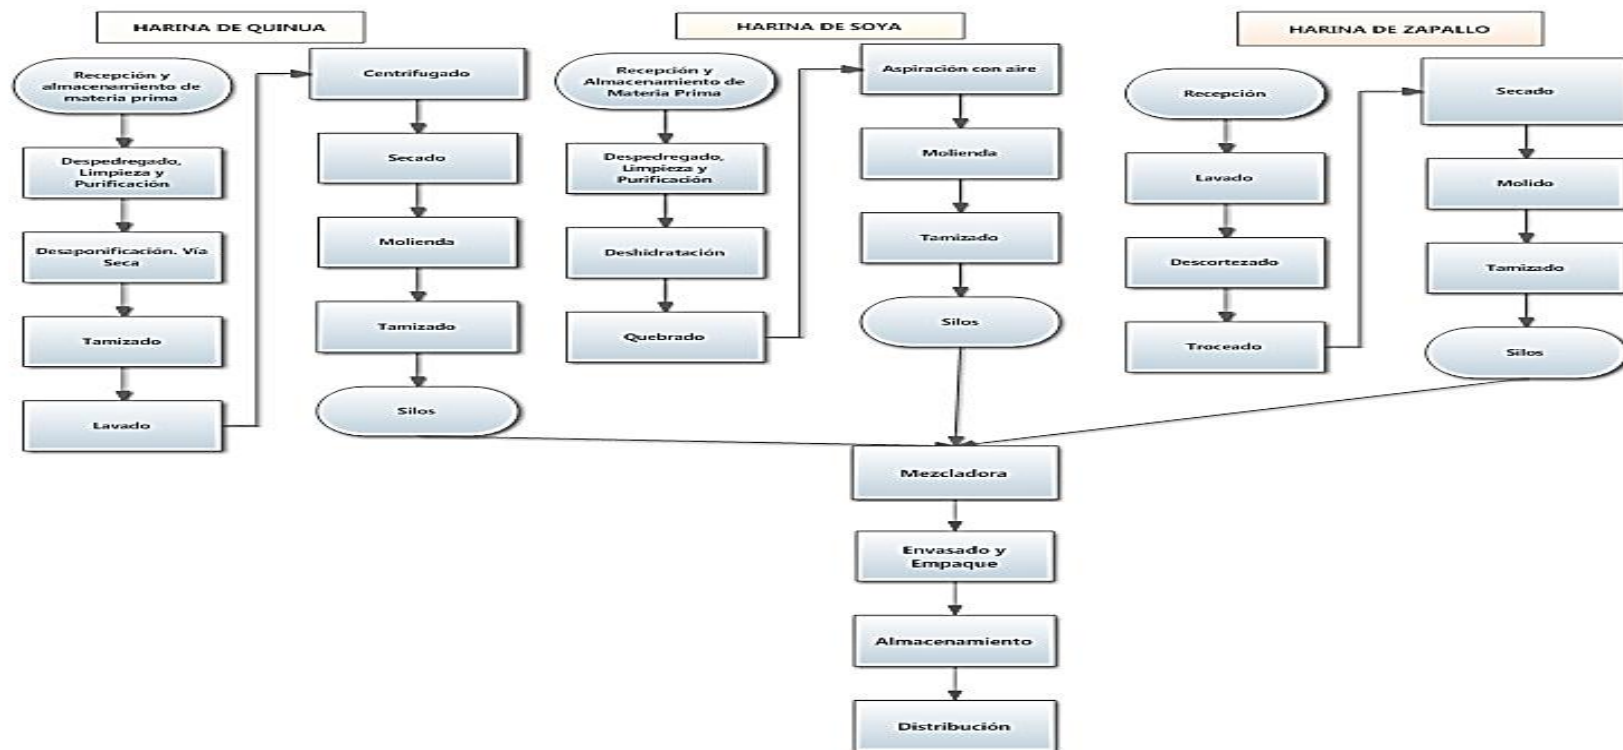 HARINA DE QUINUA
Recepción y
almacenamiento de
materia prima
Despedregado,
Limpieza y
Purificación
Desaponificación. Vía
Seca
Tamizado
Lavado
Centrifugado
Secado
Molienda
Tamizado
Silos
HARINA DE SOYA
Recepción y
Almacenamiento de
Materia Prima
Despedregado,
Limpieza y
Purificación
Deshidratación
Quebrado
Aspiración con aire
Molienda
Tamizado
Silos
HARINA DE ZAPALLO
Recepción
Lavado
Descortezado
Troceado
Secado
Molido
Tamizado
Silos
Mezcladora
Envasado y
Empaque
Almacenamiento
Distribución